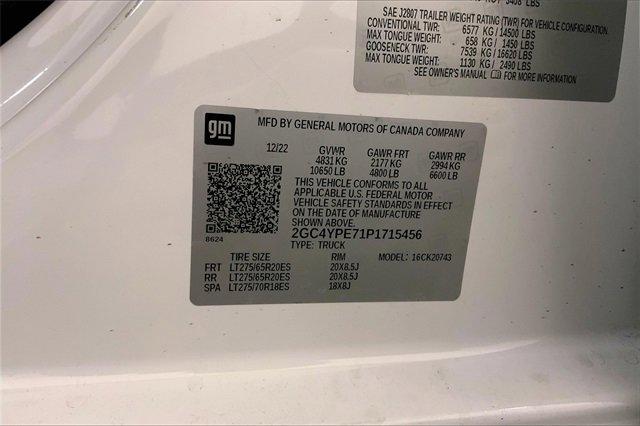 3408 LBS
SAE J2807 TRAILER WEIGHT RATING (TWR) FOR VEHICLE CONFIGURATION.
CONVENTIONAL TWR: 6577 KG / 14500 LBS
MAX TONGUE WEIGHT: 658 KG / 1450 LBS
GOOSENECK TWR: 7539 KG / 16620 LBS
MAX TONGUE WEIGHT: 1130 KG / 2490 LBS
SEE OWNER'S MANUAL FOR MORE INFORMATION
gm
MFD BY GENERAL MOTORS OF CANADA COMPANY
12/22 GVWR GAWR FRT GAWR RR
4831 KG 2177 KG 2994 KG
10650 LB 4800 LB 6600 LB
THIS VEHICLE CONFORMS TO ALL
APPLICABLE U.S. FEDERAL MOTOR
VEHICLE SAFETY STANDARDS IN EFFECT
ON THE DATE OF MANUFACTURE
SHOWN ABOVE.
2GC4YPE71P1715456
8624
TYPE: TRUCK
TIRE SIZE RIM MODEL: 16CK20743
FRT LT275/65R20ES 20X8.5J
RR LT275/65R20ES 20X8.5J
SPA LT275/70R18ES 18X8J